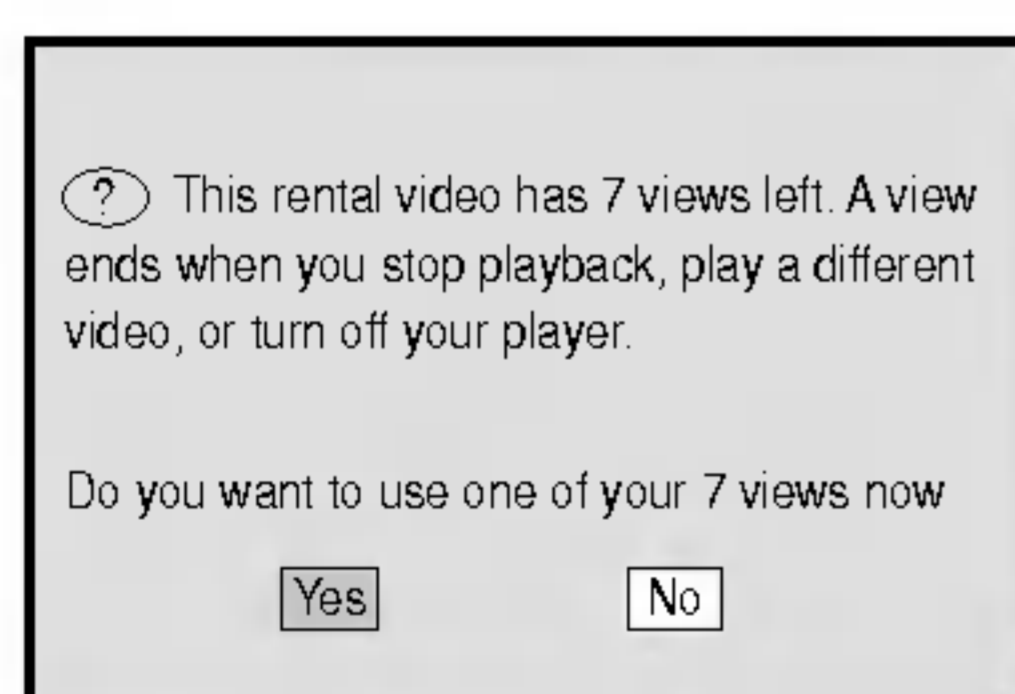 ? This rental video has 7 views left. A view
ends when you stop playback, play a different
video, or turn off your player.
Do you want to use one of your 7 views now
Yes No